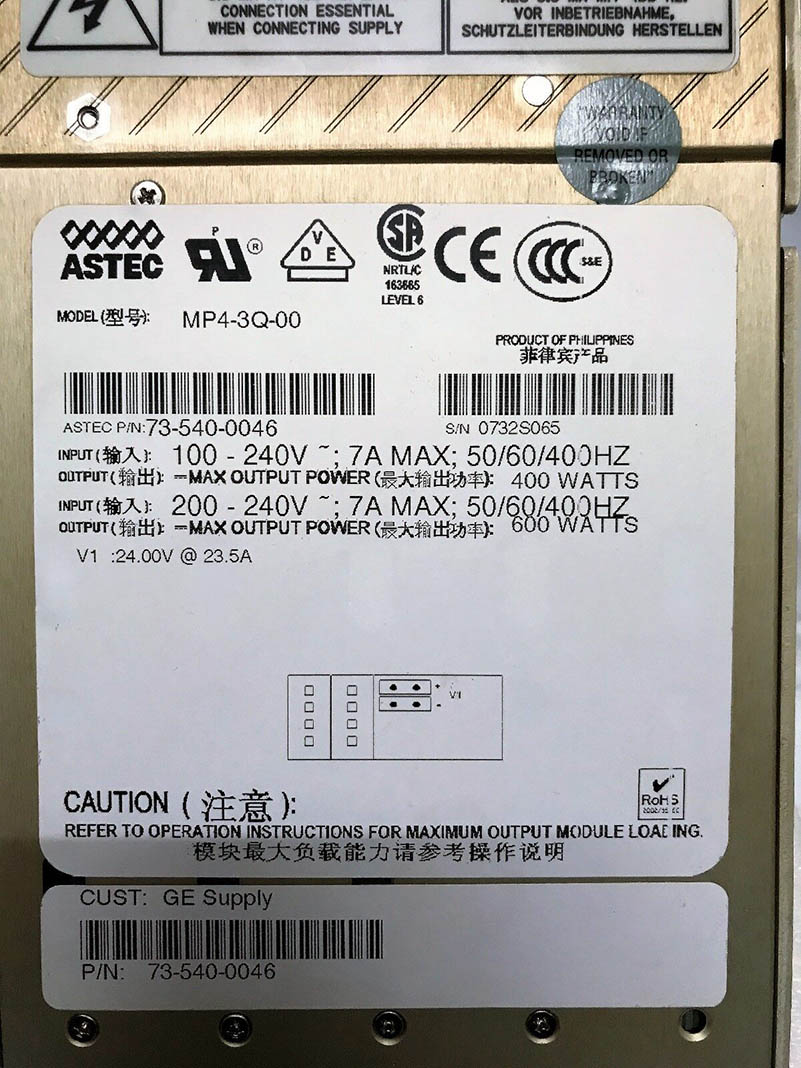 CONNECTION ESSENTIAL
WHEN CONNECTING SUPPLY
VOR INBETRIEBNAHME,
SCHUTZLEITERBINDUNG HERSTELLEN
"WARRANTY
VOID IF
REMOVED OR
BROKEN"
ASTEC
P
®
V
D E
SA
NRTL/C
163665
LEVEL 6
CE
CCC S&E
MODEL (型号): MP4-3Q-00
PRODUCT OF PHILIPPINES
菲律宾产品
ASTEC P/N:73-540-0046
S/N 0732S065
INPUT (输入): 100 - 240V ~; 7A MAX; 50/60/400HZ
OUTPUT (输出): ⎓MAX OUTPUT POWER (最大输出功率): 400 WATTS
INPUT (输入): 200 - 240V ~; 7A MAX; 50/60/400HZ
OUTPUT (输出): ⎓MAX OUTPUT POWER (最大输出功率): 600 WATTS
V1 :24.00V @ 23.5A
+
V1
-
RoHS
2002/95/EC
CAUTION (注意):
REFER TO OPERATION INSTRUCTIONS FOR MAXIMUM OUTPUT MODULE LOADING.
模块最大负载能力请参考操作说明
CUST: GE Supply
P/N: 73-540-0046